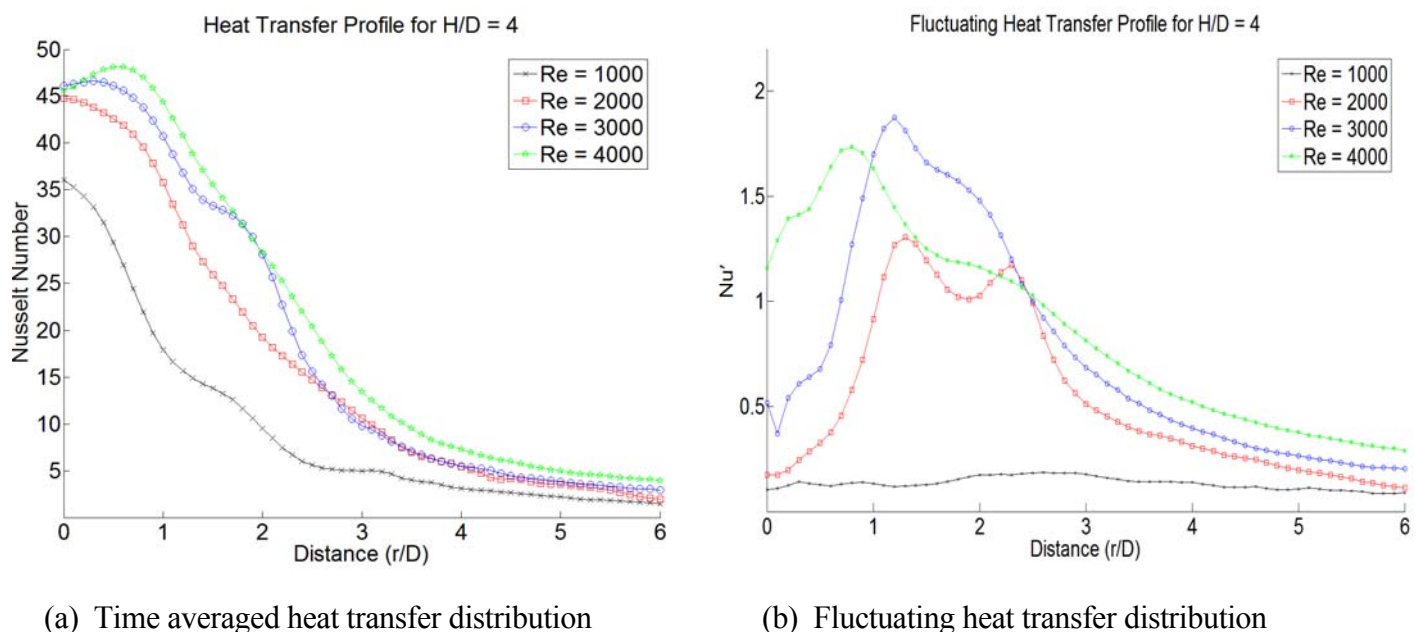 Heat Transfer Profile for H/D = 4
50
45
40
35
30
25
20
15
10
5
Nusselt Number
0 1 2 3 4 5 6
Distance (r/D)
Re = 1000
Re = 2000
Re = 3000
Re = 4000
(a) Time averaged heat transfer distribution
Fluctuating Heat Transfer Profile for H/D = 4
2
1.5
1
0.5
Nu'
0 1 2 3 4 5 6
Distance (r/D)
Re = 1000
Re = 2000
Re = 3000
Re = 4000
(b) Fluctuating heat transfer distribution